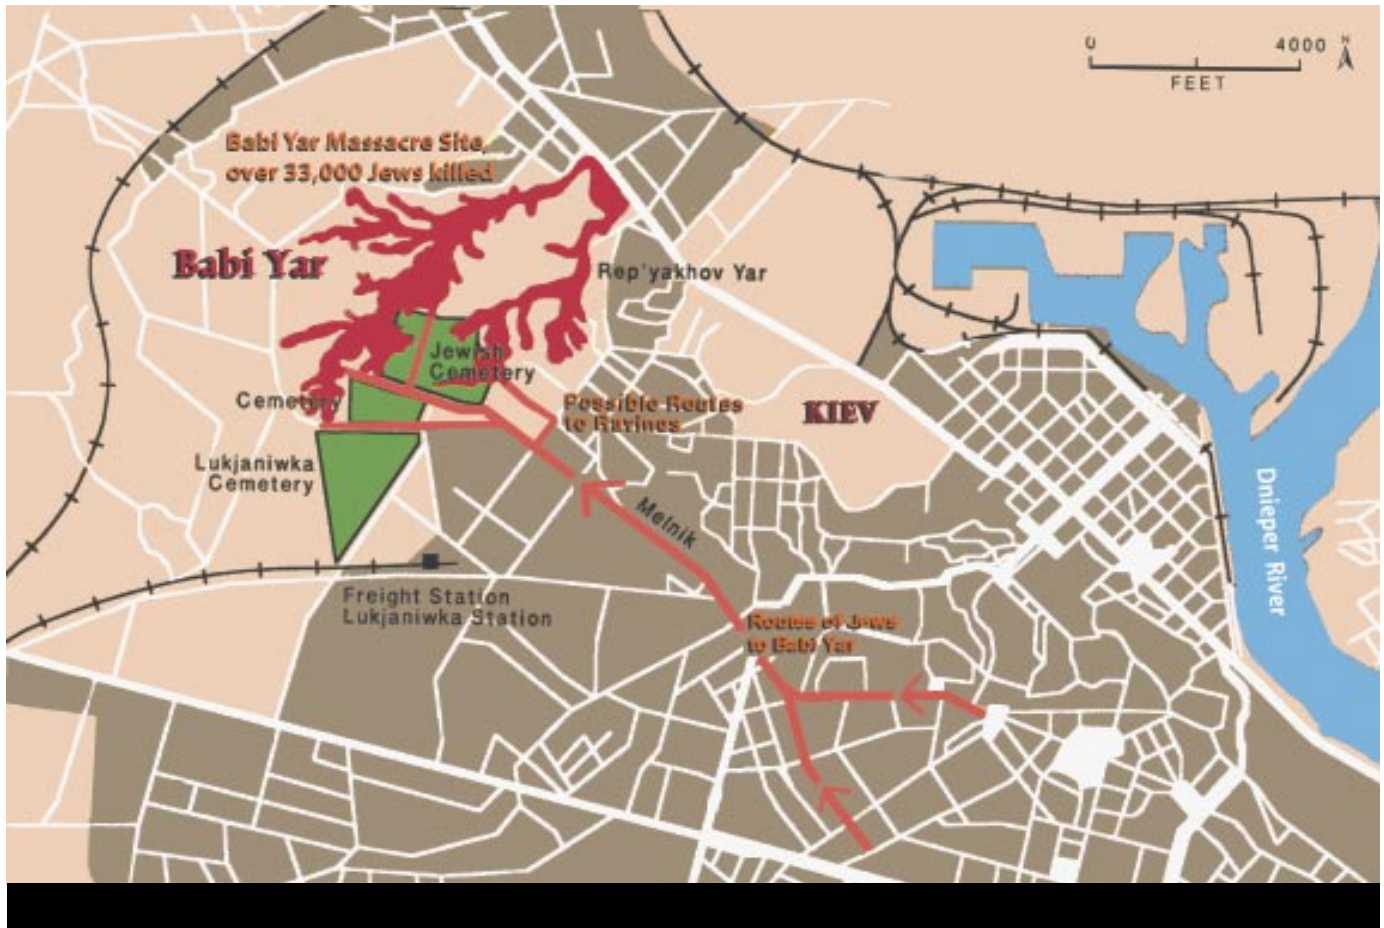 0 4000 N
FEET
Babi Yar Massacre Site,
over 33,000 Jews killed
Babi Yar
Rep'yakhov Yar
Jewish
Cemetery
Cemetery
Possible Routes
to Ravines
KIEV
Lukjaniwka
Cemetery
Melnik
Dnieper River
Freight Station
Lukjaniwka Station
Routes of Jews
to Babi Yar